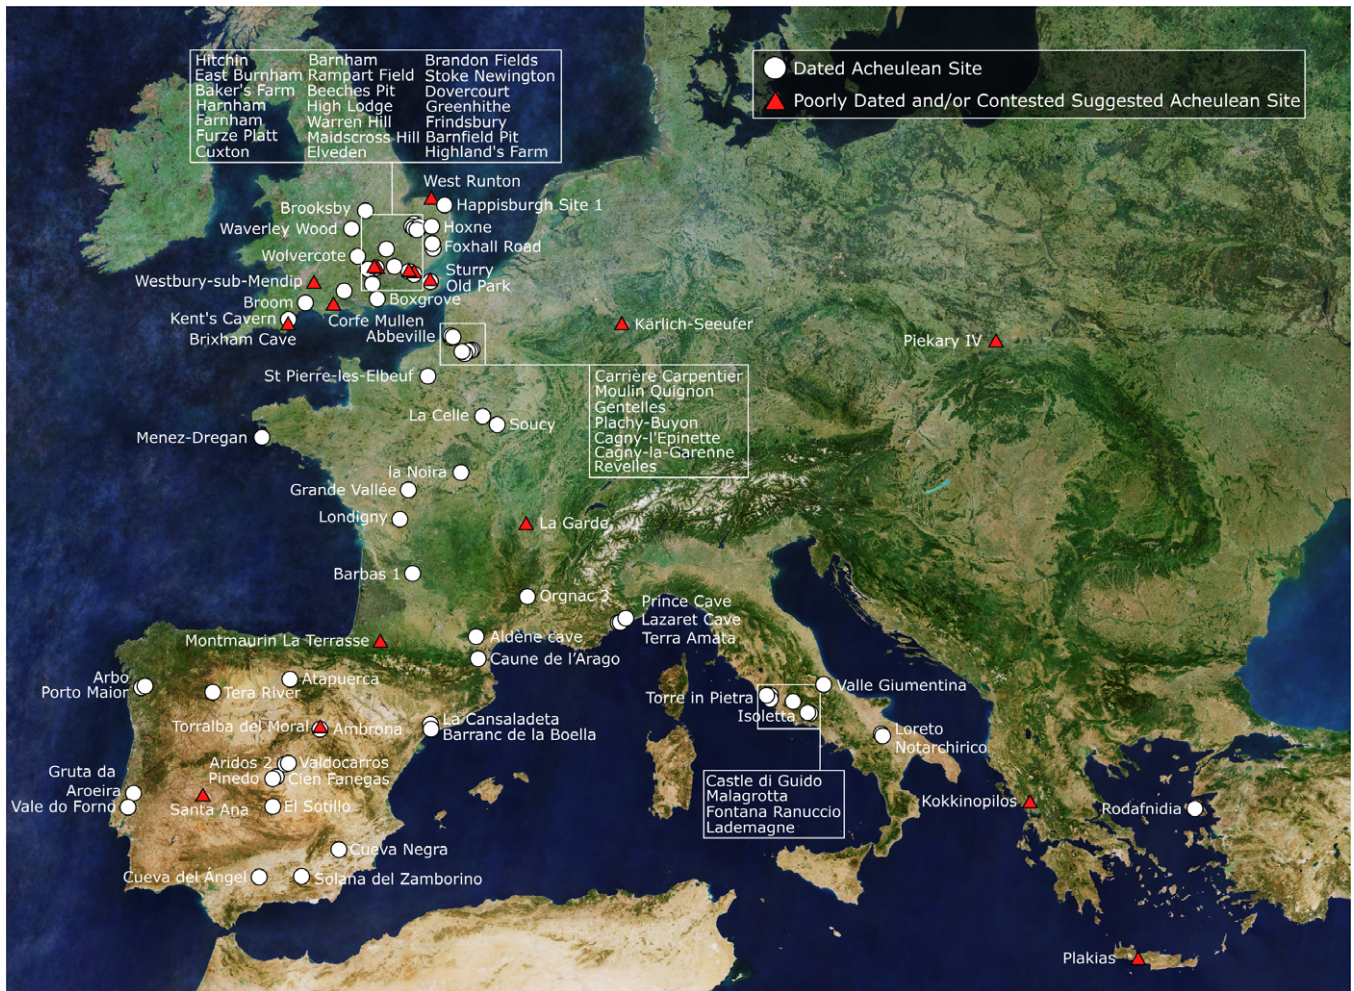 Hitchin Barnham Brandon Fields
East Burnham Rampart Field Stoke Newington
Baker's Farm Beeches Pit Dovercourt
Harnham High Lodge Greenhithe
Farnham Warren Hill Frindsbury
Furze Platt Maidscross Hill Barnfield Pit
Cuxton Elveden Highland's Farm
Dated Acheulean Site
Poorly Dated and/or Contested Suggested Acheulean Site
West Runton
Brooksby
Happisburgh Site 1
Waverley Wood
Hoxne
Foxhall Road
Wolvercote
Sturry
Westbury-sub-Mendip
Old Park
Broom
Boxgrove
Kent's Cavern
Corfe Mullen
Brixham Cave
Abbeville
Kärlich-Seeufer
Piekary IV
St Pierre-les-Elbeuf
Carrière Carpentier
Moulin Quignon
Gentelles
Plachy-Buyon
Cagny-l'Epinette
Cagny-la-Garenne
Revelles
La Celle
Soucy
Menez-Dregan
la Noira
Grande Vallée
Londigny
La Garde
Barbas 1
Orgnac 3
Prince Cave
Lazaret Cave
Terra Amata
Montmaurin La Terrasse
Aldène cave
Caune de l'Arago
Arbo
Porto Maior
Tera River
Atapuerca
Torre in Pietra
Valle Giumentina
Isoletta
Torralba del Moral
Ambrona
La Cansaladeta
Barranc de la Boella
Loreto
Notarchirico
Aridos 2
Valdocarros
Pinedo
Cien Fanegas
Gruta da
Aroeira
Vale do Forno
Santa Ana
El Sotillo
Castle di Guido
Malagrotta
Fontana Ranuccio
Lademagne
Kokkinopilos
Rodafnidia
Cueva Negra
Cueva del Ángel
Solana del Zamborino
Plakias